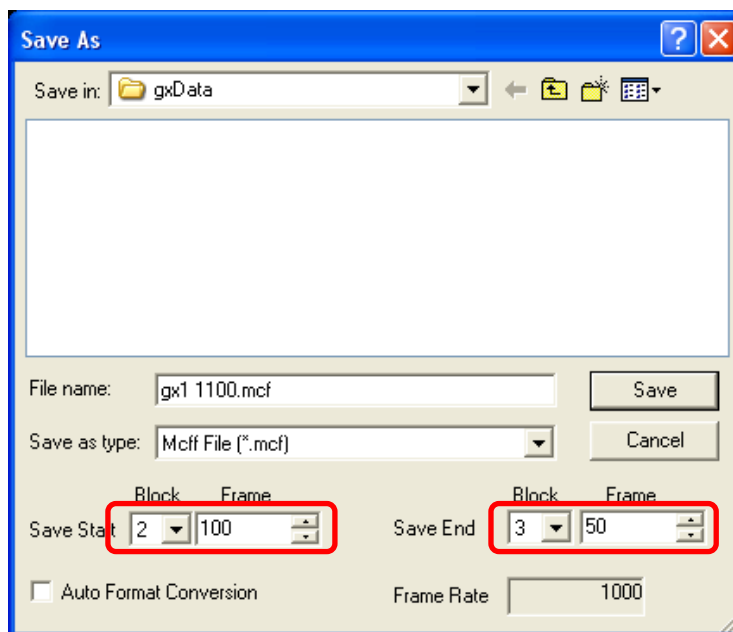 Save As
Save in: gxData
File name: gx1 1100.mcf Save
Save as type: Mcff File (*.mcf) Cancel
Block Frame Block Frame
Save Start 2 100 Save End 3 50
Auto Format Conversion Frame Rate 1000